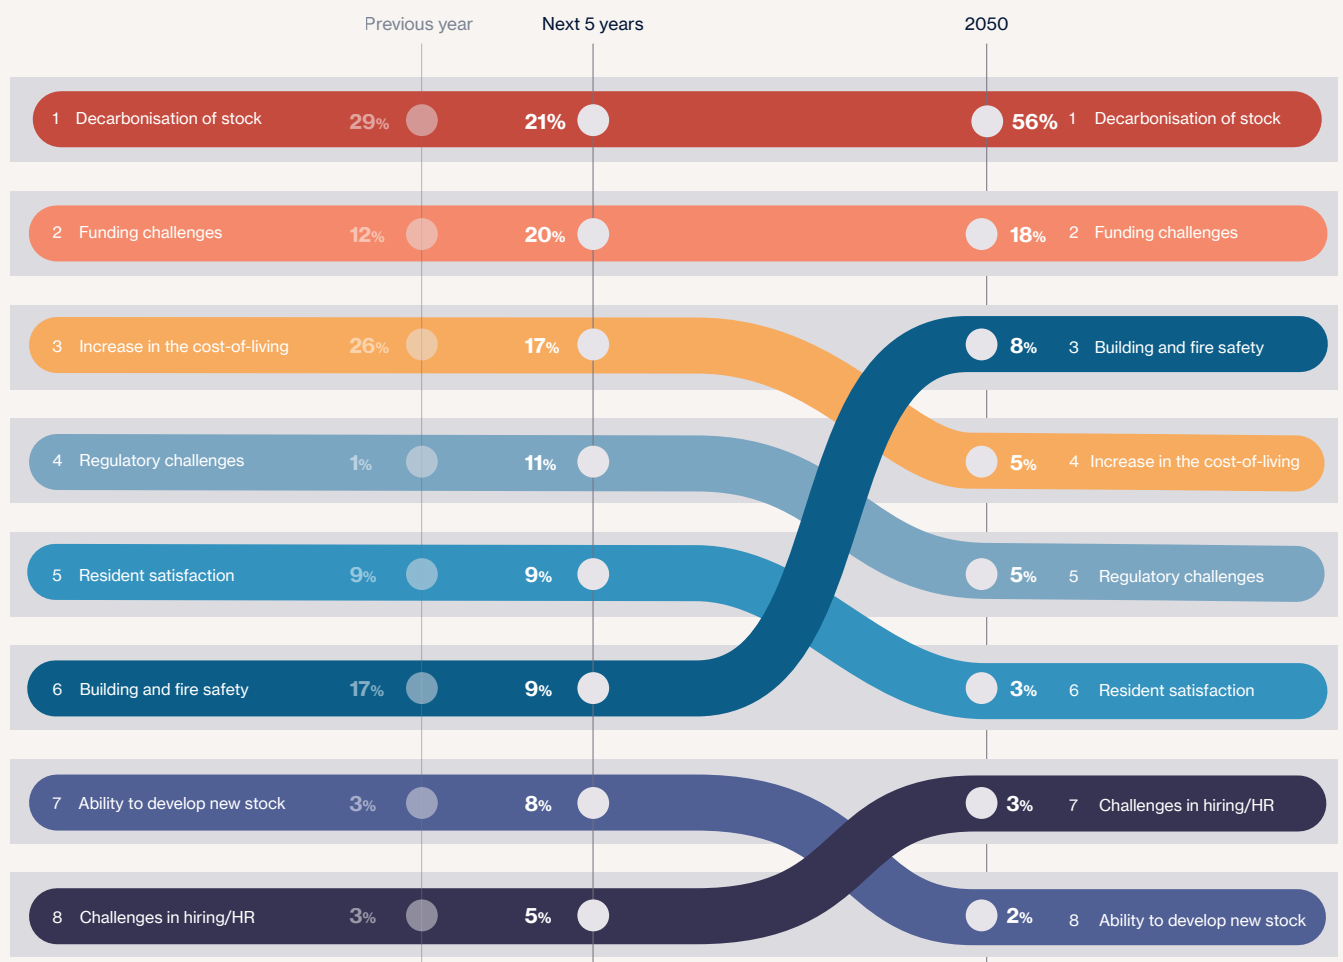 Previous year Next 5 years 2050
1 Decarbonisation of stock 29% 21% 56% 1 Decarbonisation of stock
2 Funding challenges 12% 20% 18% 2 Funding challenges
3 Increase in the cost-of-living 26% 17% 8% 3 Building and fire safety
4 Regulatory challenges 1% 11% 5% 4 Increase in the cost-of-living
5 Resident satisfaction 9% 9% 5% 5 Regulatory challenges
6 Building and fire safety 17% 9% 3% 6 Resident satisfaction
7 Ability to develop new stock 3% 8% 3% 7 Challenges in hiring/HR
8 Challenges in hiring/HR 3% 5% 2% 8 Ability to develop new stock